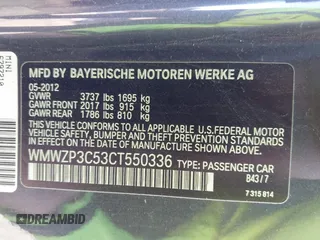 MFD BY BAYERISCHE MOTOREN WERKE AG
05-2012
GVWR 3737 lbs 1695 kg
GAWR FRONT 2017 lbs 915 kg
GAWR REAR 1786 lbs 810 kg
THIS VEHICLE CONFORMS TO ALL APPLICABLE
FEDERAL MOTOR VEHICLE SAFETY, BUMPER,
AND THEFT PREVENTION STANDARDS IN EFFECT
ON THE DATE OF MANUFACTURE SHOWN ABOVE.
WMWZP3C53CT550336 TYPE: PASSENGER CAR
B43/7
7 315 814
MINI
DREAMBID